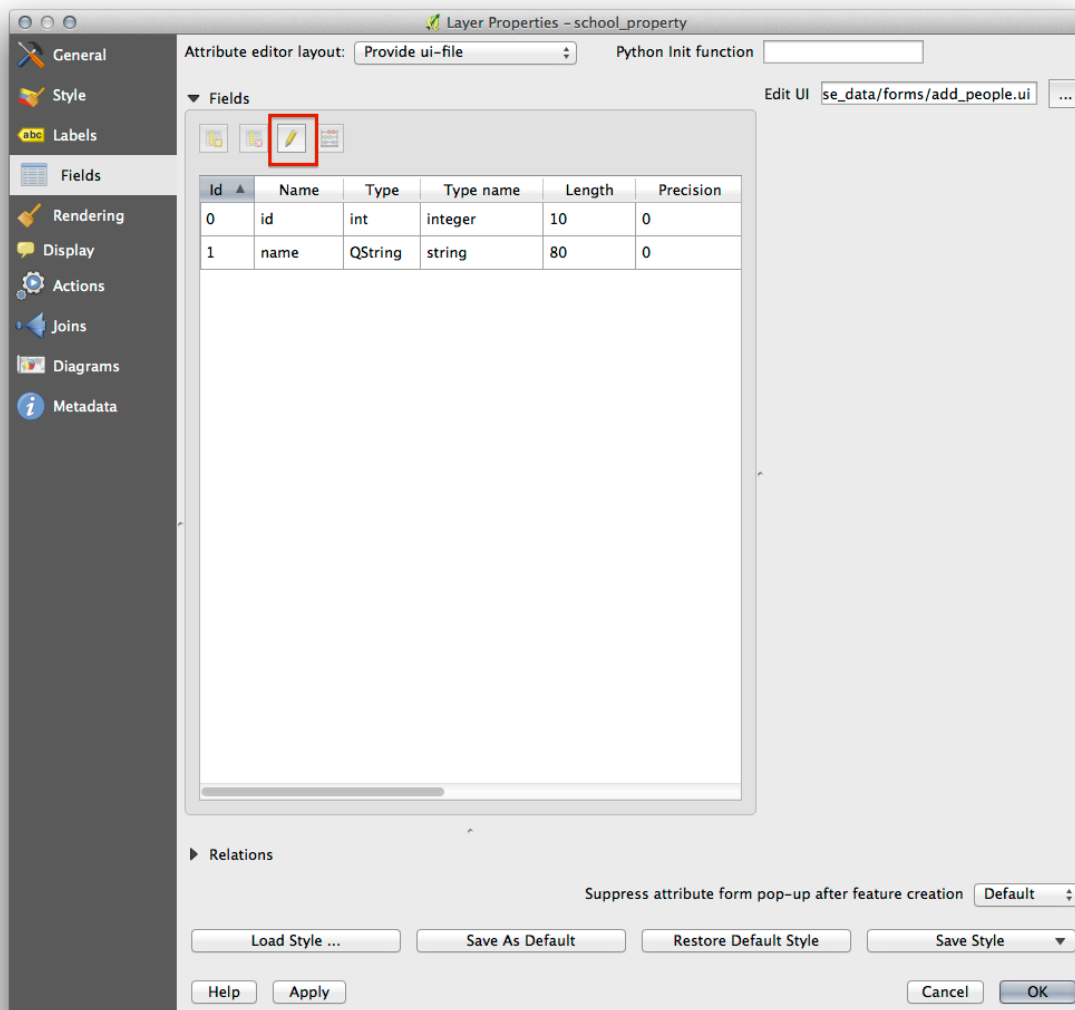 Layer Properties – school_property
General
Style
abc Labels
Fields
Rendering
Display
Actions
Joins
Diagrams
i Metadata
Attribute editor layout: Provide ui-file Python Init function
Fields
Edit UI se_data/forms/add_people.ui ...
Id Name Type Type name Length Precision
0 id int integer 10 0
1 name QString string 80 0
Relations
Suppress attribute form pop-up after feature creation Default
Load Style ... Save As Default Restore Default Style Save Style
Help Apply Cancel OK